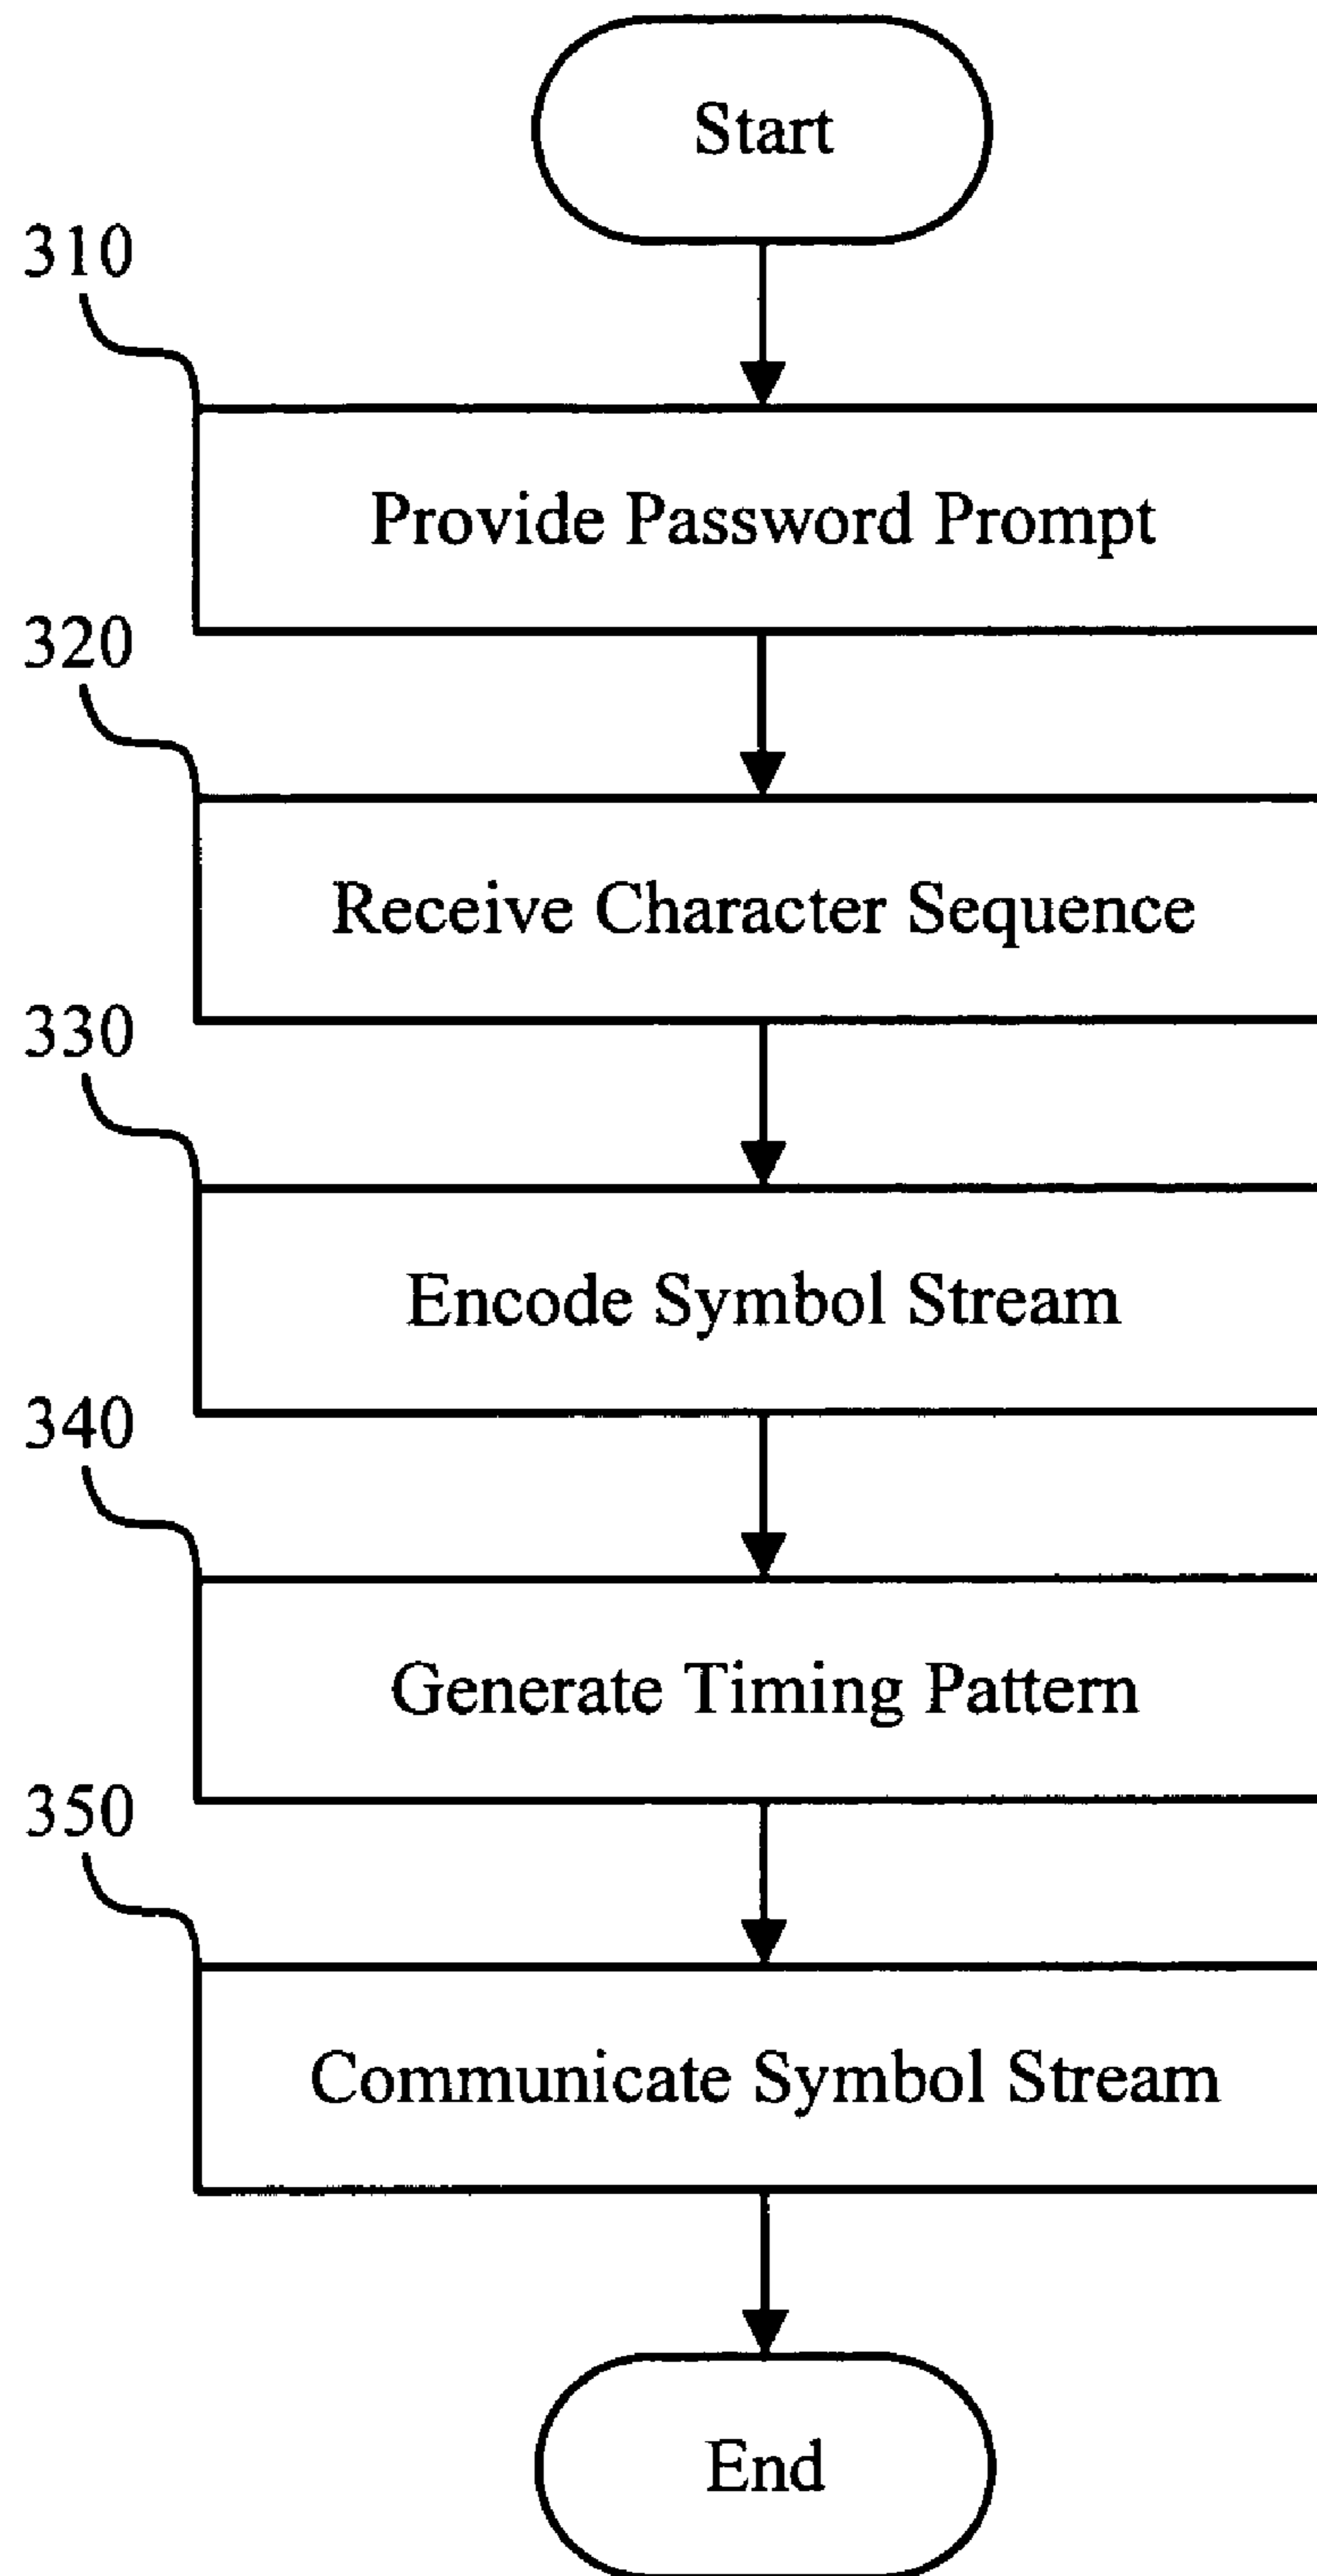 Start
310
Provide Password Prompt
320
Receive Character Sequence
330
Encode Symbol Stream
340
Generate Timing Pattern
350
Communicate Symbol Stream
End